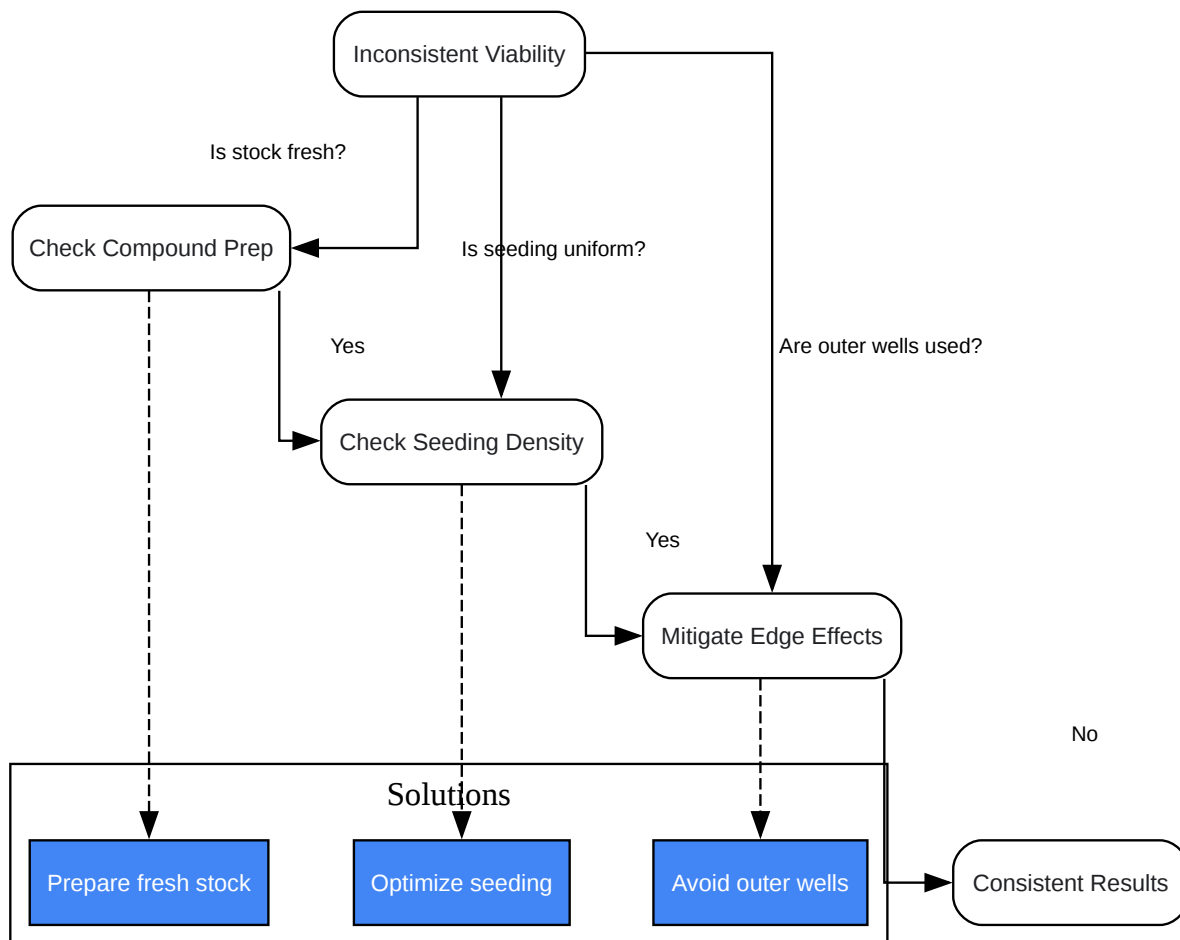 Inconsistent Viability
Is stock fresh?
Check Compound Prep
Is seeding uniform?
Yes
Are outer wells used?
Check Seeding Density
Yes
Mitigate Edge Effects
No
Solutions
Prepare fresh stock
Optimize seeding
Avoid outer wells
Consistent Results